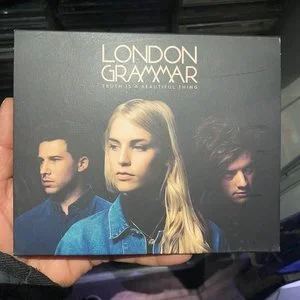 LONDON
GRAMMAR
TRUTH IS A BEAUTIFUL THING